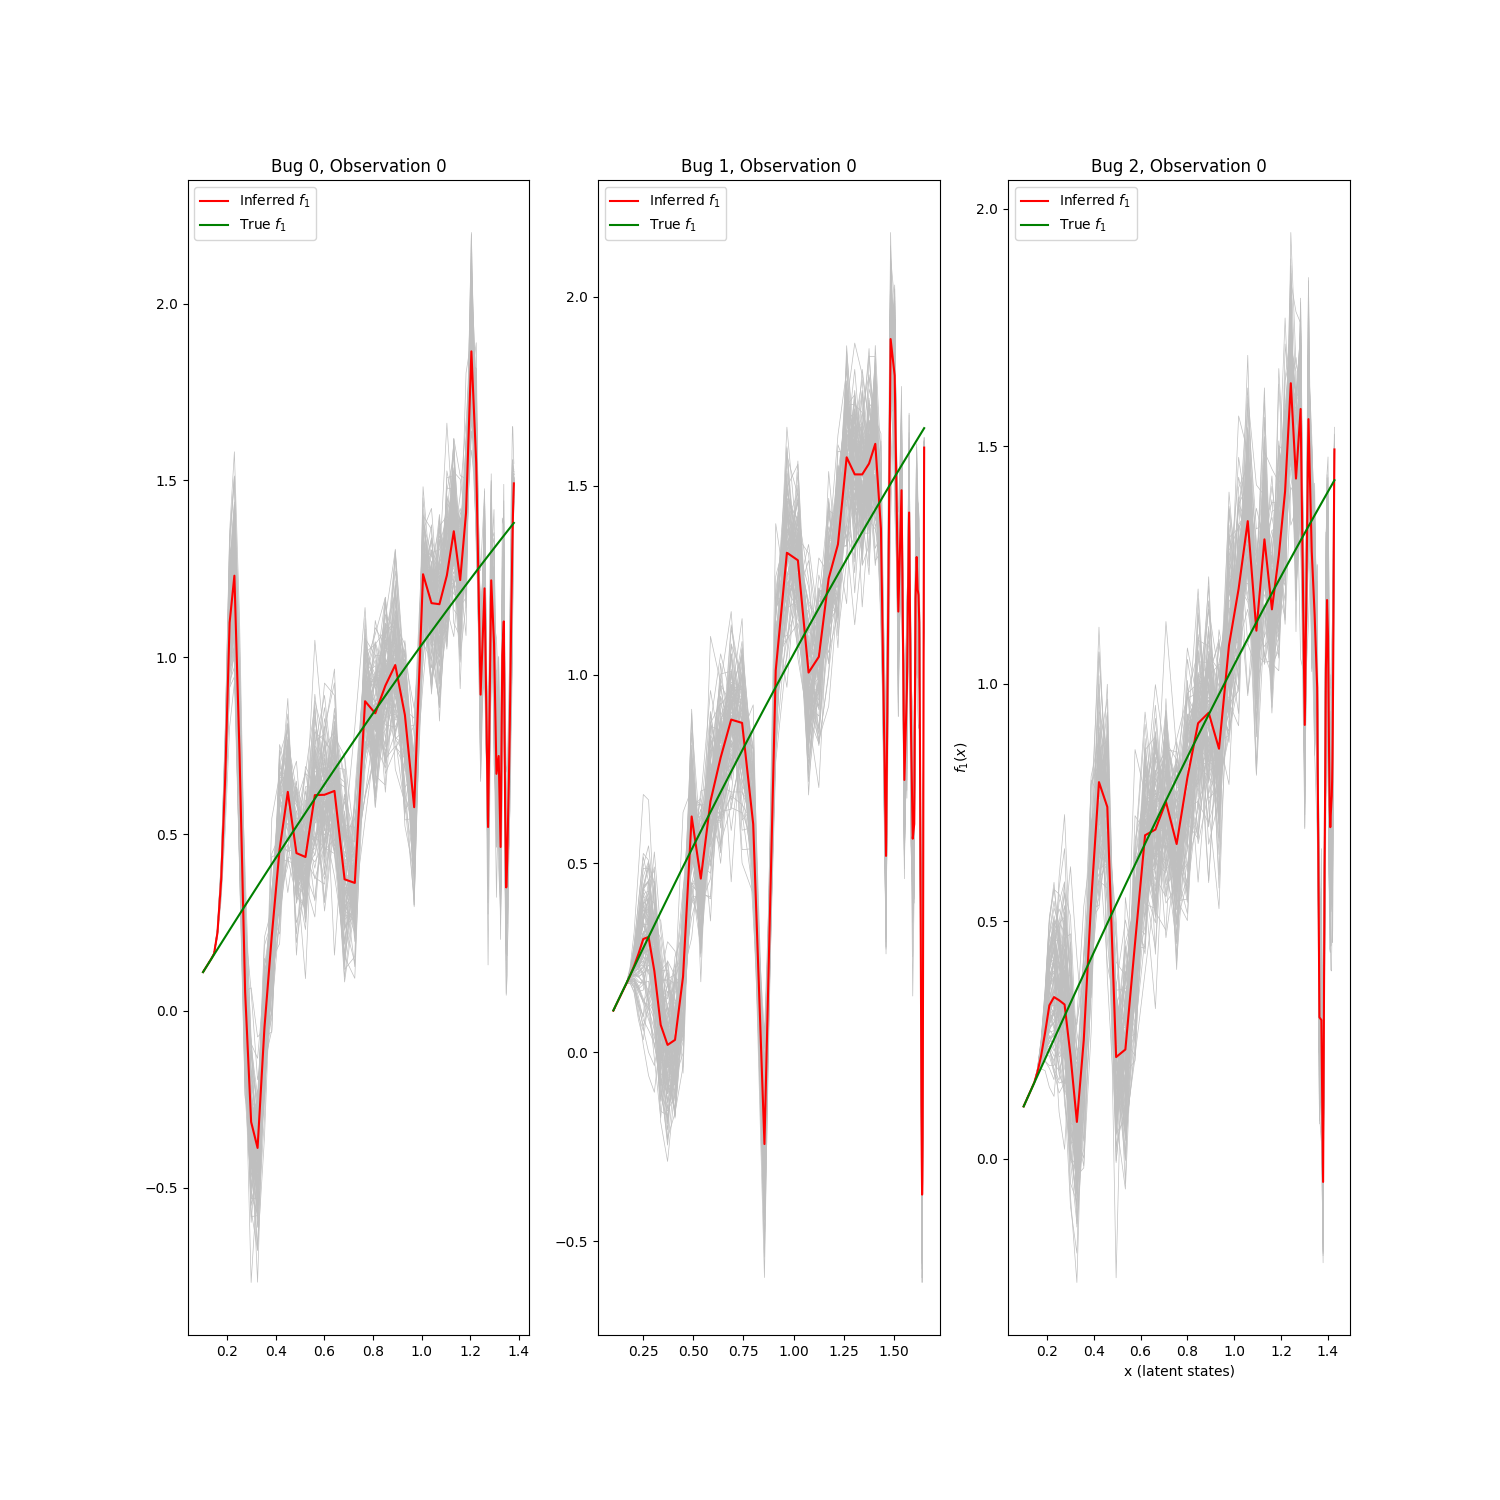 Bug 0, Observation 0
Inferred f₁
True f₁
2.0
1.5
1.0
0.5
0.0
−0.5
0.2 0.4 0.6 0.8 1.0 1.2 1.4
Bug 1, Observation 0
Inferred f₁
True f₁
2.0
1.5
1.0
0.5
0.0
−0.5
0.25 0.50 0.75 1.00 1.25 1.50
Bug 2, Observation 0
Inferred f₁
True f₁
f₁(x)
2.0
1.5
1.0
0.5
0.0
0.2 0.4 0.6 0.8 1.0 1.2 1.4
x (latent states)